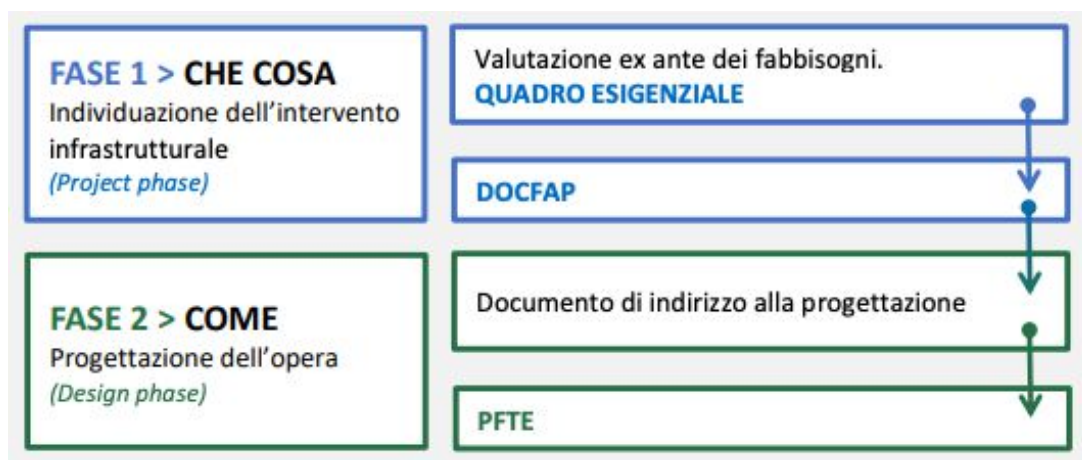 FASE 1 > CHE COSA
Individuazione dell'intervento
infrastrutturale
(Project phase)
Valutazione ex ante dei fabbisogni.
QUADRO ESIGENZIALE
DOCFAP
FASE 2 > COME
Progettazione dell'opera
(Design phase)
Documento di indirizzo alla progettazione
PFTE